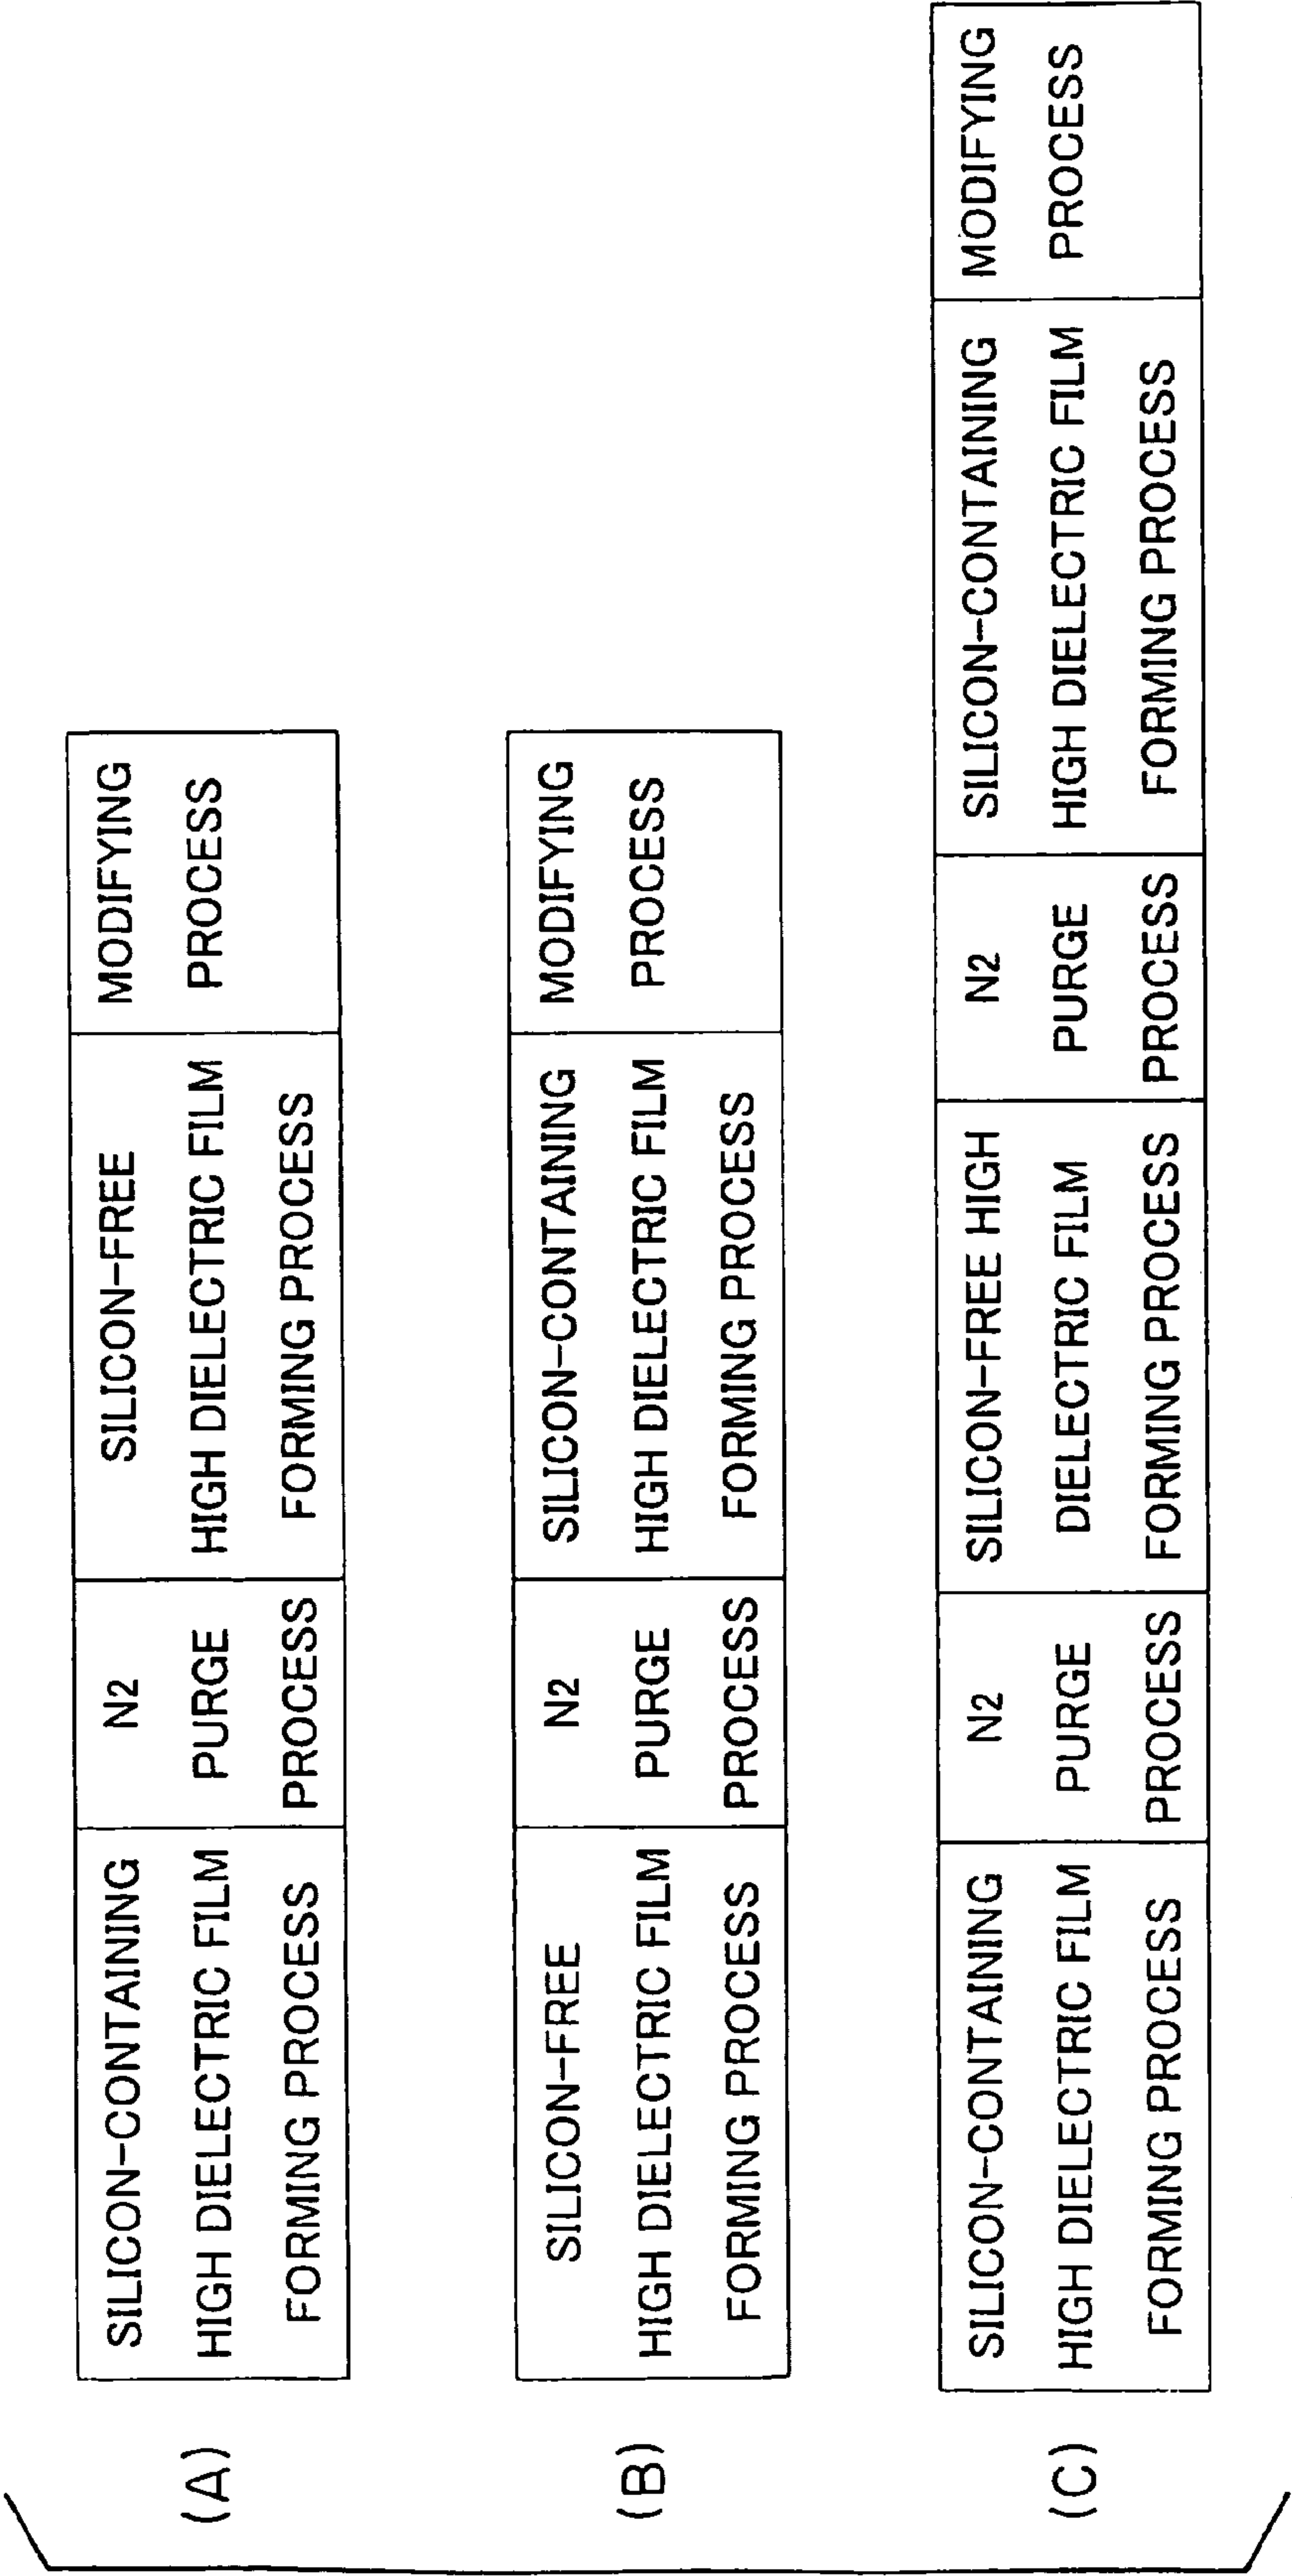 (A)
SILICON-CONTAINING
HIGH DIELECTRIC FILM
FORMING PROCESS
N2
PURGE
PROCESS
SILICON-FREE
HIGH DIELECTRIC FILM
FORMING PROCESS
MODIFYING
PROCESS
(B)
SILICON-FREE
HIGH DIELECTRIC FILM
FORMING PROCESS
N2
PURGE
PROCESS
SILICON-CONTAINING
HIGH DIELECTRIC FILM
FORMING PROCESS
MODIFYING
PROCESS
(C)
SILICON-CONTAINING
HIGH DIELECTRIC FILM
FORMING PROCESS
N2
PURGE
PROCESS
SILICON-FREE HIGH
DIELECTRIC FILM
FORMING PROCESS
N2
PURGE
PROCESS
SILICON-CONTAINING
HIGH DIELECTRIC FILM
FORMING PROCESS
MODIFYING
PROCESS